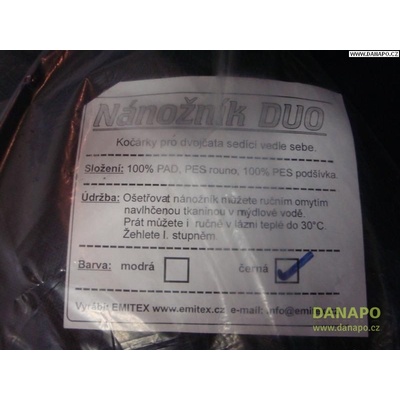 WWW.DANAPO.CZ
Nánožník DUO
Kočárky pro dvojčata sedící vedle sebe.
Složení: 100% PAD, PES rouno, 100% PES podšívka.
Údržba: Ošetřovat nánožník můžete ručním omytím
navlhčenou tkaninou v mýdlové vodě.
Prát můžete i ručně v lázni teplé do 30°C.
Žehlete I. stupněm.
Barva: modrá černá
Vyrábí EMITEX www.emitex.cz e-mail: info@emitex
DANAPO
www.danapo.cz